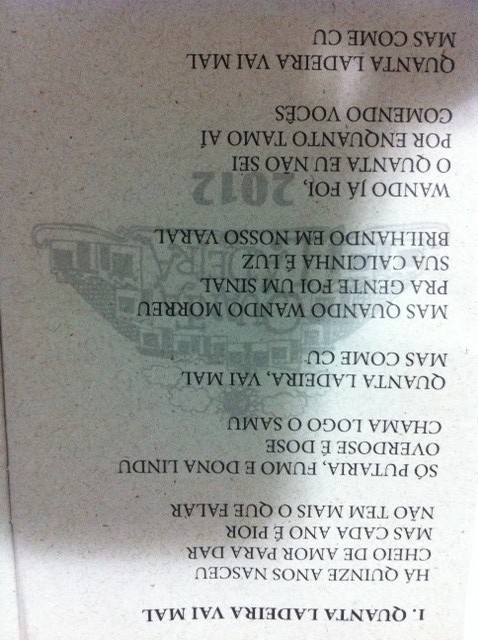 1. QUANTA LADEIRA VAI MAL
HÁ QUINZE ANOS NASCEU
CHEIO DE AMOR PARA DAR
MAS CADA ANO É PIOR
NÃO TEM MAIS O QUE FALAR
SÓ PUTARIA, FUMO E DONA LINDU
OVERDOSE É DOSE
CHAMA LOGO O SAMU
QUANTA LADEIRA, VAI MAL
MAS COME CU
MAS QUANDO WANDO MORREU
PRA GENTE FOI UM SINAL
SUA CALCINHA É LUZ
BRILHANDO EM NOSSO VARAL
WANDO JÁ FOI,
O QUANTA EU NÃO SEI
POR ENQUANTO TAMO AÍ
COMENDO VOCÊS
QUANTA LADEIRA VAI MAL
MAS COME CU
2012